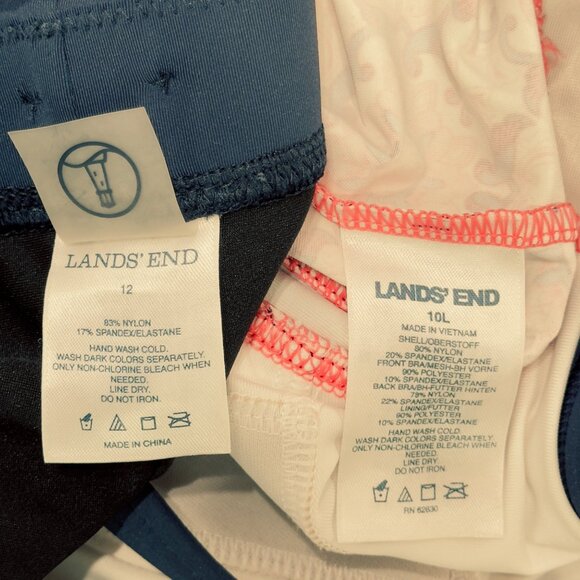 LANDS' END
12
83% NYLON
17% SPANDEX/ELASTANE
HAND WASH COLD.
WASH DARK COLORS SEPARATELY.
ONLY NON-CHLORINE BLEACH WHEN
NEEDED.
LINE DRY.
DO NOT IRON.
MADE IN CHINA
LANDS' END
10L
MADE IN VIETNAM
SHELL/OBERSTOFF
80% NYLON
20% SPANDEX/ELASTANE
FRONT BRA/MESH-BH VORNE
90% POLYESTER
10% SPANDEX/ELASTANE
BACK BRA/BH-FUTTER HINTEN
78% NYLON
22% SPANDEX/ELASTANE
LINING/FUTTER
90% POLYESTER
10% SPANDEX/ELASTANE
HAND WASH COLD.
WASH DARK COLORS SEPARATELY.
ONLY NON-CHLORINE BLEACH WHEN
NEEDED.
LINE DRY.
DO NOT IRON.
RN 62830